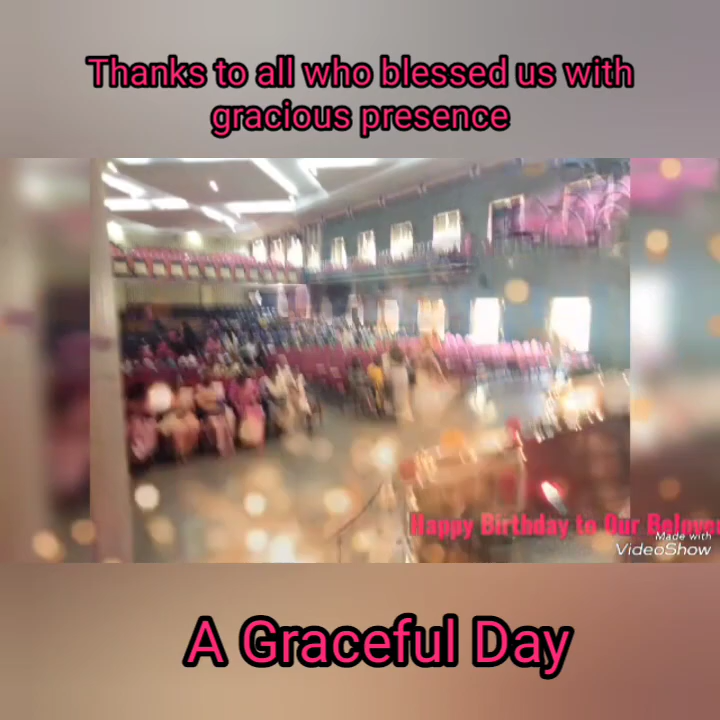 Thanks to all who blessed us with
gracious presence
Happy Birthday to Our
Made with
VideoShow
A Graceful Day